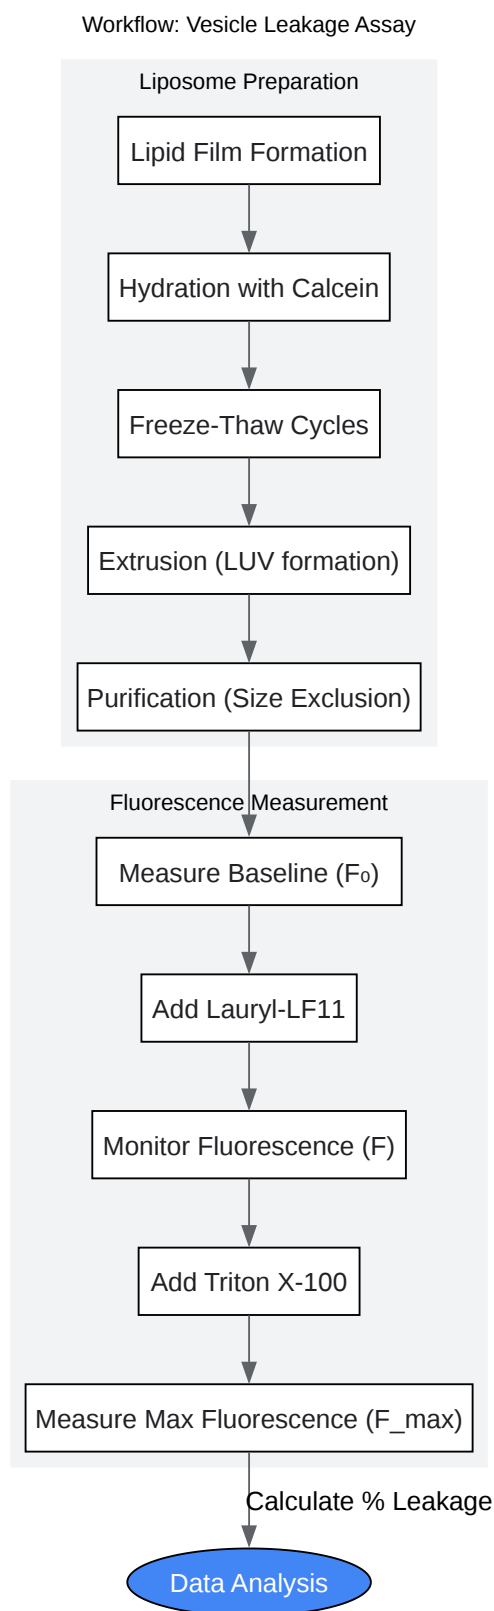 Workflow: Vesicle Leakage Assay
Liposome Preparation
Lipid Film Formation
Hydration with Calcein
Freeze-Thaw Cycles
Extrusion (LUV formation)
Purification (Size Exclusion)
Fluorescence Measurement
Measure Baseline (F₀)
Add Lauryl-LF11
Monitor Fluorescence (F)
Add Triton X-100
Measure Max Fluorescence (F_max)
Calculate % Leakage
Data Analysis